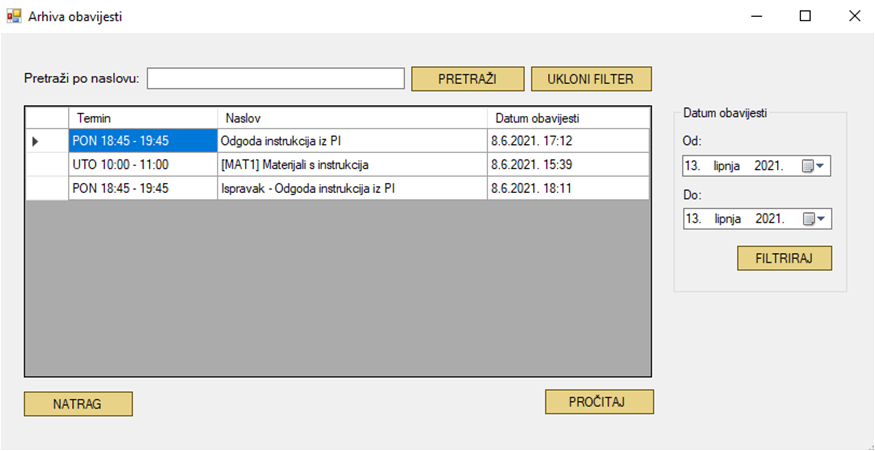 Arhiva obavijesti
Pretraži po naslovu: PRETRAŽI UKLONI FILTER
Termin Naslov Datum obavijesti
PON 18:45 - 19:45 Odgoda instrukcija iz PI 8.6.2021. 17:12
UTO 10:00 - 11:00 [MAT1] Materijali s instrukcija 8.6.2021. 15:39
PON 18:45 - 19:45 Ispravak - Odgoda instrukcija iz PI 8.6.2021. 18:11
Datum obavijesti
Od:
13. lipnja 2021.
Do:
13. lipnja 2021.
FILTRIRAJ
NATRAG PROČITAJ